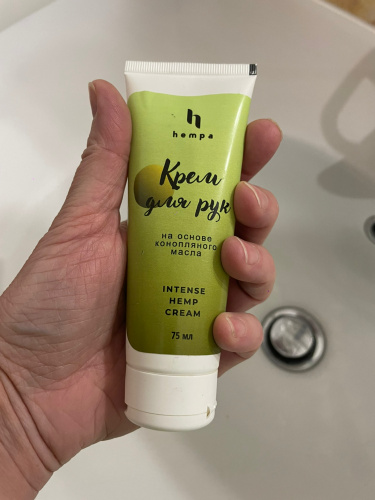 h
hempa
Крем
для рук
на основе
конопляного
масла
INTENSE
HEMP
CREAM
75 мл